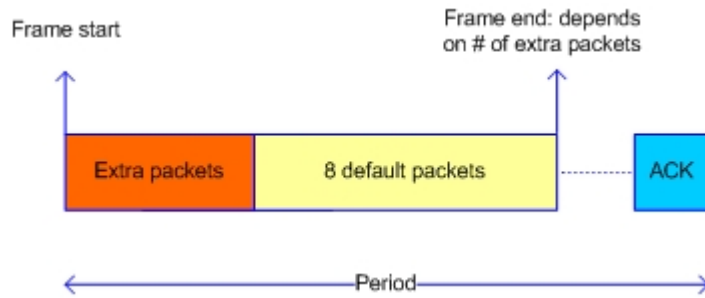 Frame start
Frame end: depends
on # of extra packets
Extra packets
8 default packets
ACK
Period